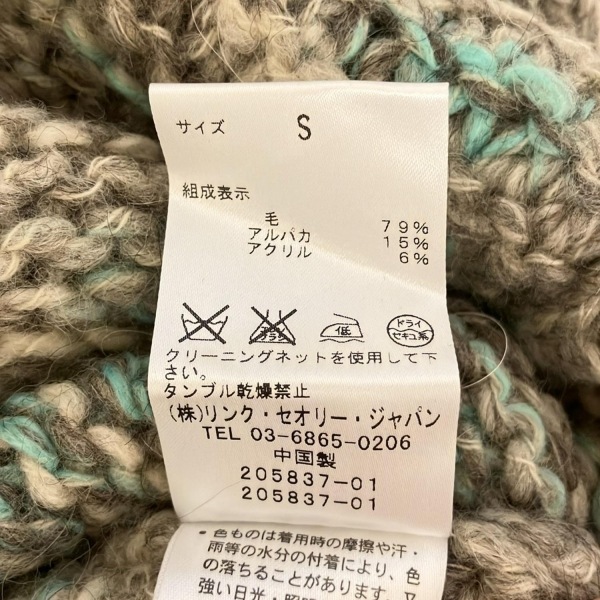 サイズ S
組成表示
毛 79%
アルパカ 15%
アクリル 6%
低 ドライ
セキユ系
クリーニングネットを使用して下
さい。
タンブル乾燥禁止
(株)リンク・セオリー・ジャパン
TEL 03-6865-0206
中国製
205837-01
205837-01
・色ものは着用時の摩擦や汗・
雨等の水分の付着により、色
の落ちることがあります。又
強い日光・照明